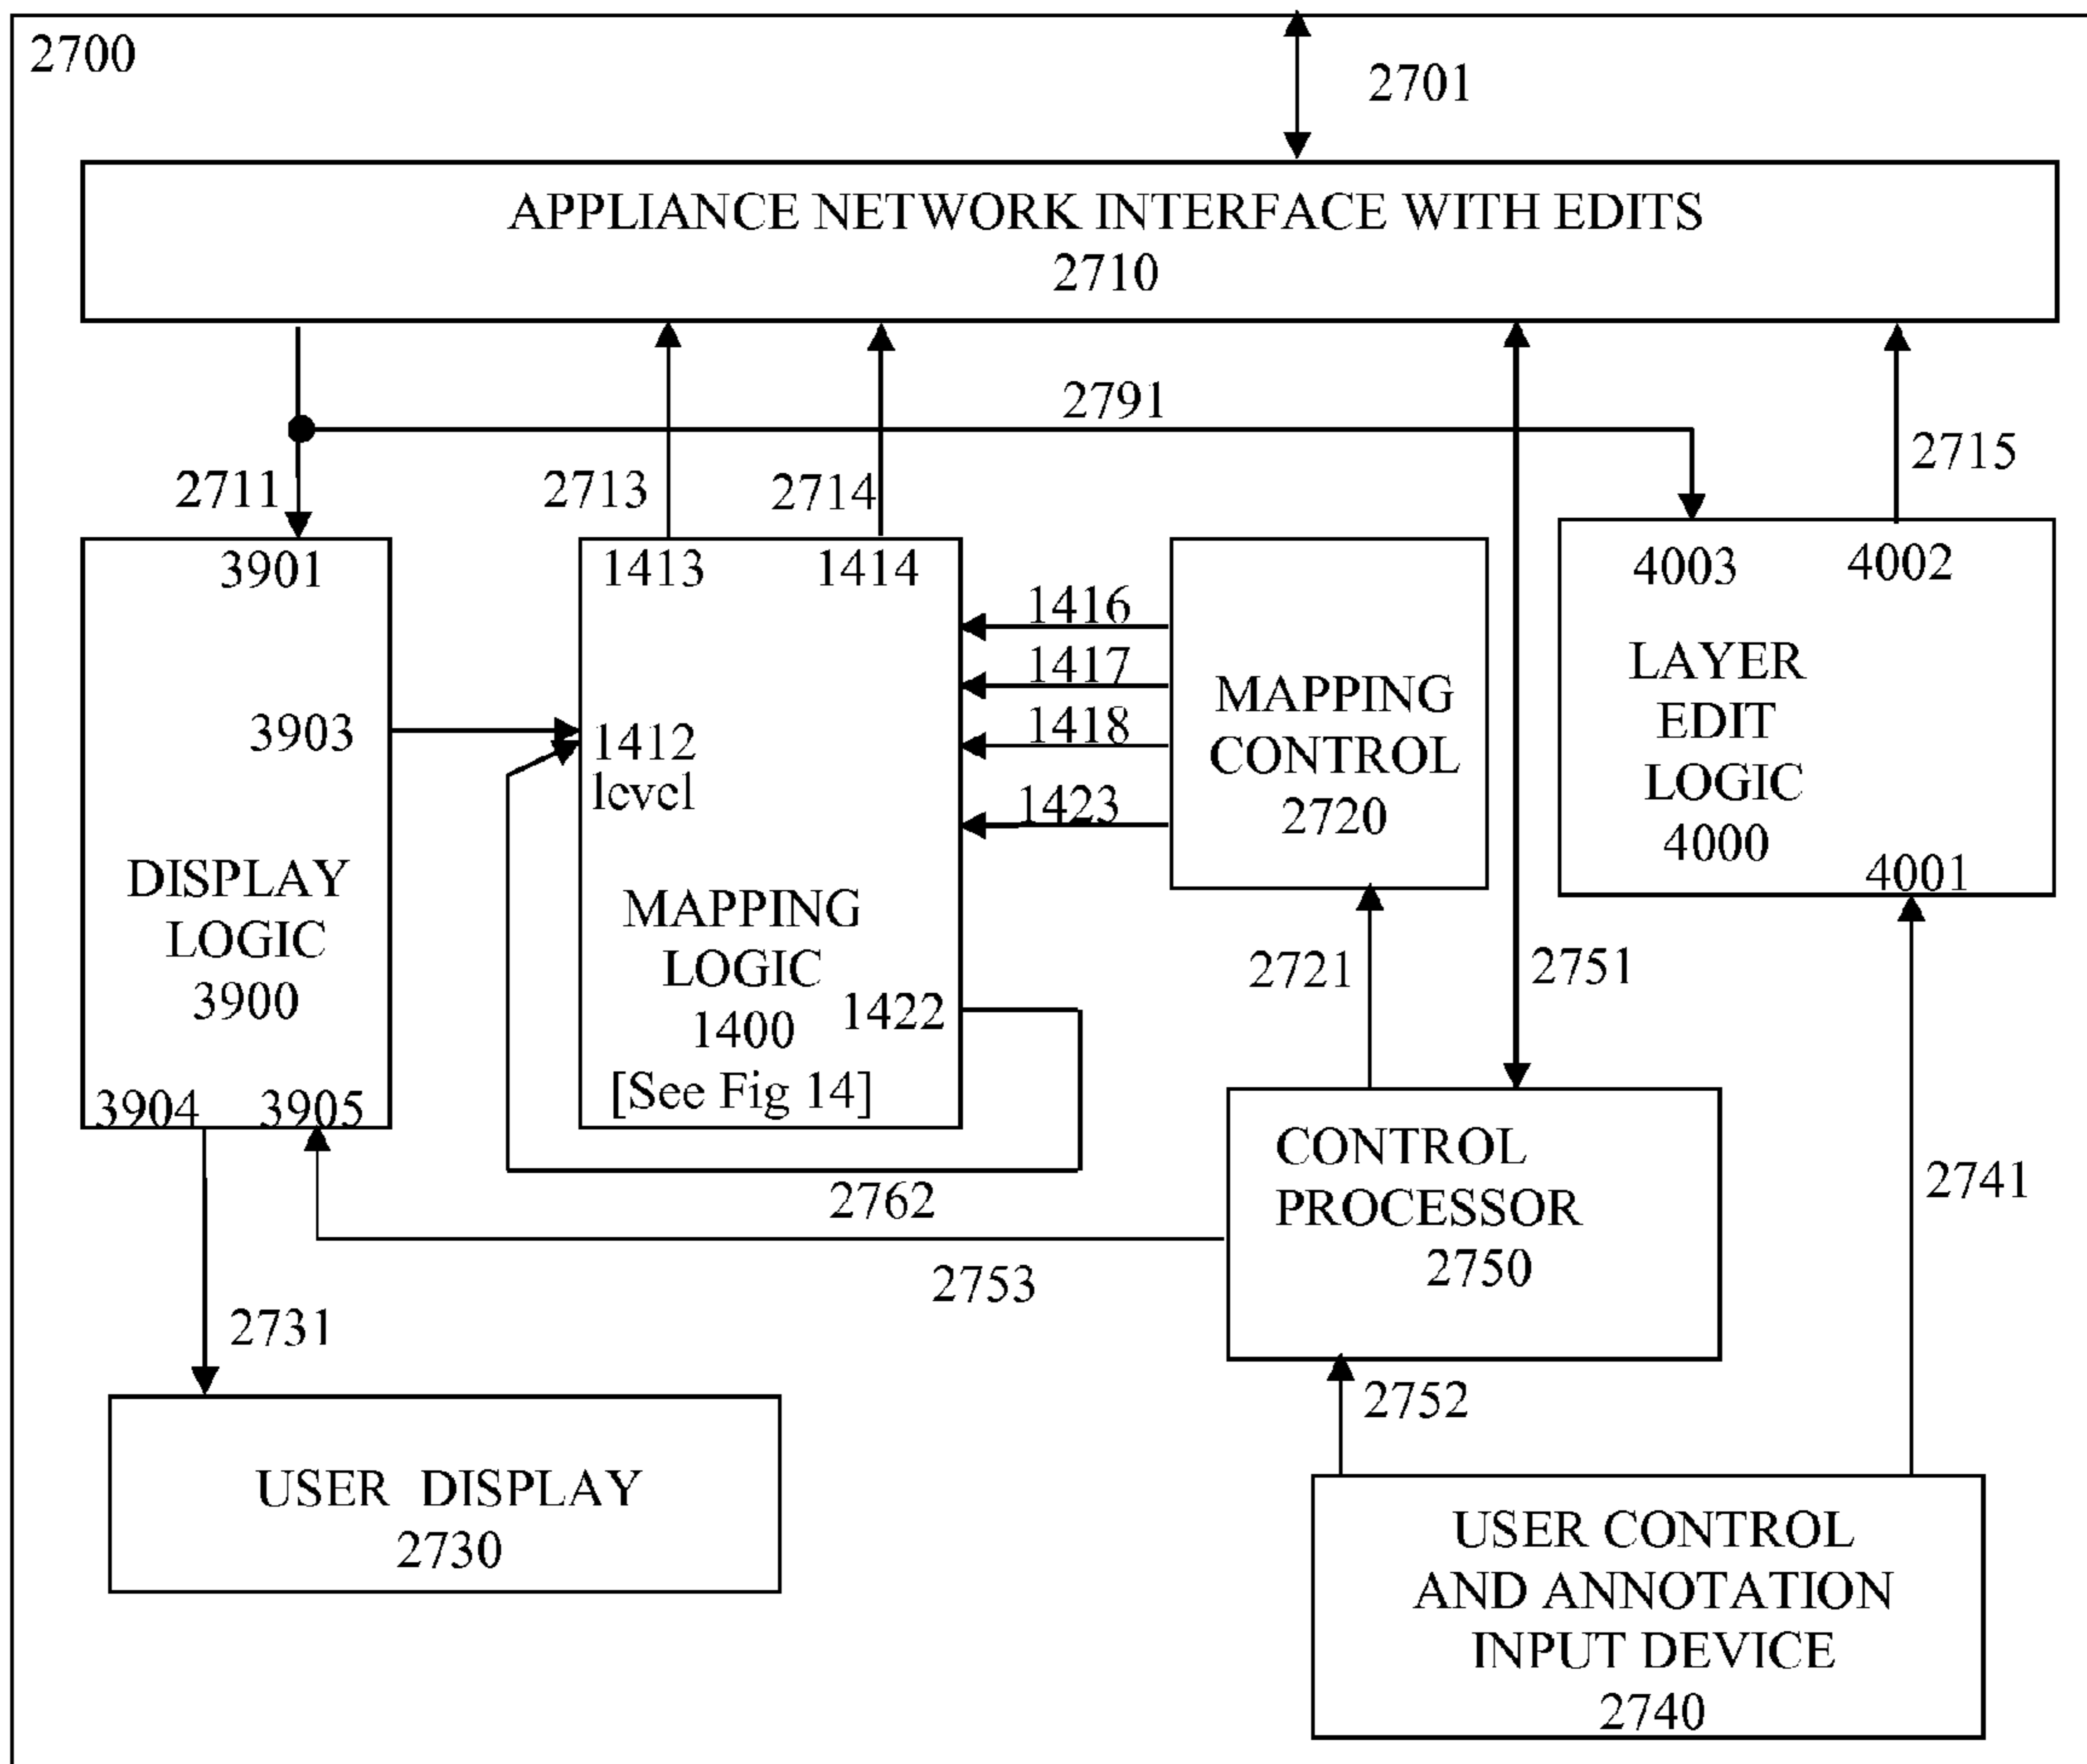 2700
2701
APPLIANCE NETWORK INTERFACE WITH EDITS
2710
2791
2711
2713
2714
2715
3901
1413
1414
4003
4002
1416
1417
1418
1423
3903
1412
level
MAPPING
CONTROL
2720
LAYER
EDIT
LOGIC
4000
4001
DISPLAY
LOGIC
3900
MAPPING
LOGIC
1400
1422
[See Fig 14]
2721
2751
3904
3905
2762
2753
CONTROL
PROCESSOR
2750
2741
2731
2752
USER DISPLAY
2730
USER CONTROL
AND ANNOTATION
INPUT DEVICE
2740